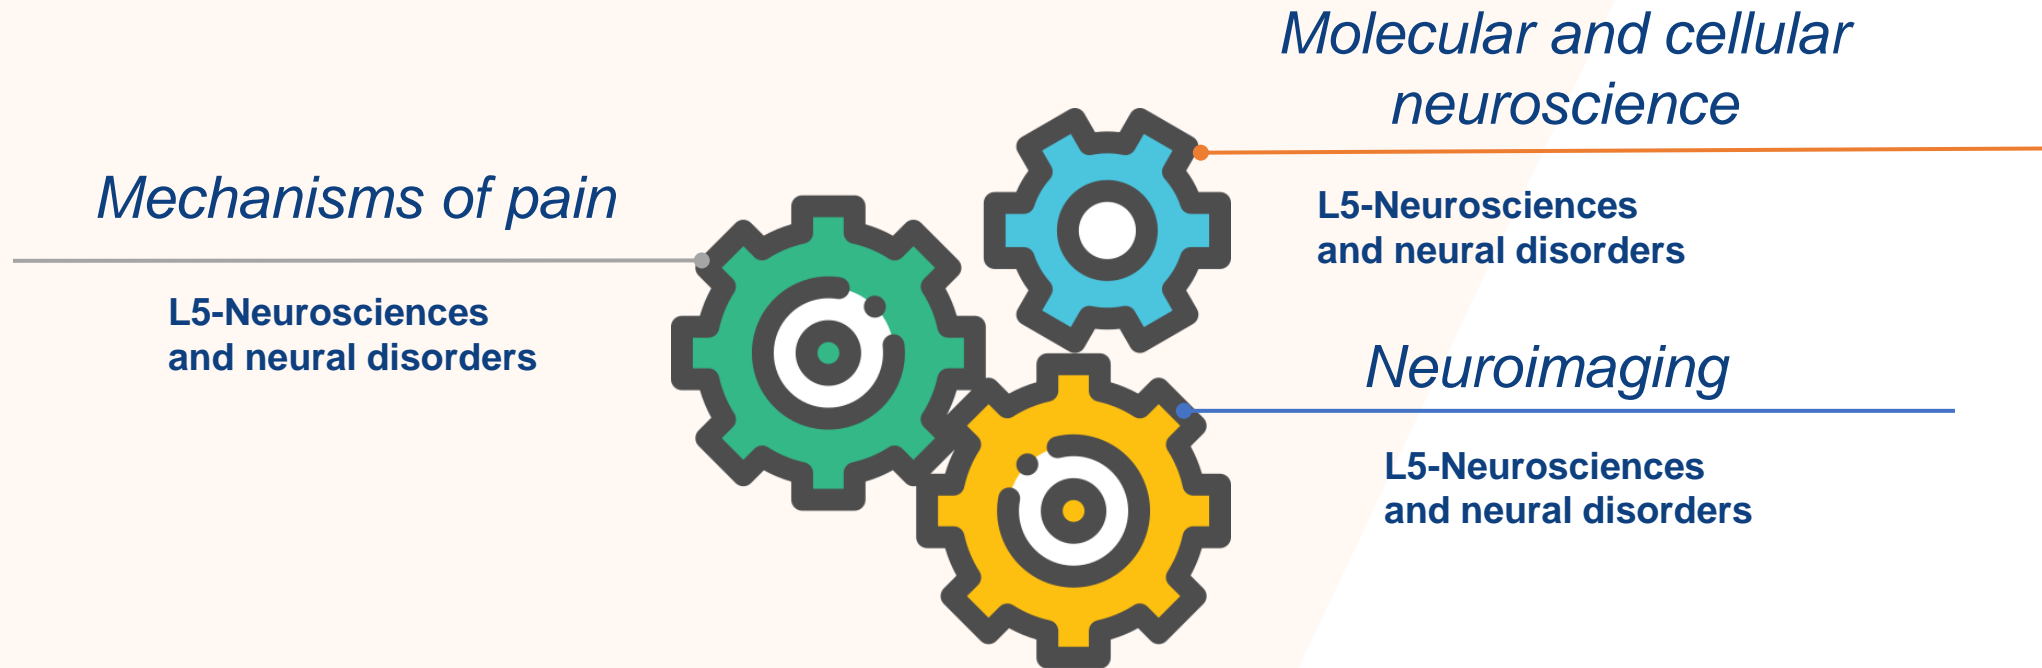 Mechanisms of pain
L5-Neurosciences
and neural disorders
Molecular and cellular
neuroscience
L5-Neurosciences
and neural disorders
Neuroimaging
L5-Neurosciences
and neural disorders